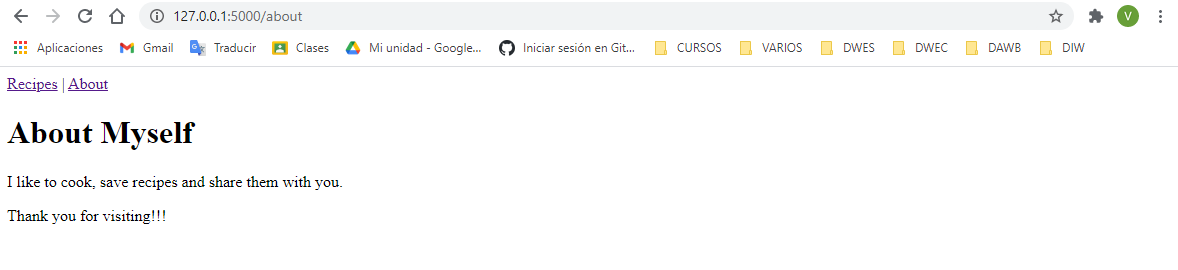 127.0.0.1:5000/about
V
Aplicaciones Gmail Traducir Clases Mi unidad - Google... Iniciar sesión en Git... CURSOS VARIOS DWES DWEC DAWB DIW
Recipes | About
About Myself
I like to cook, save recipes and share them with you.
Thank you for visiting!!!